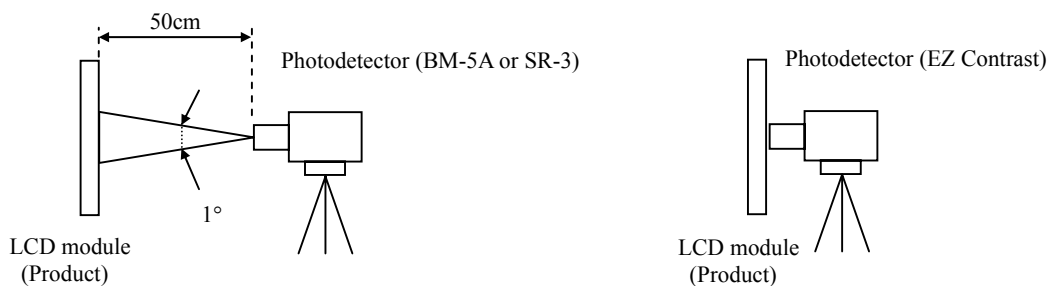 50cm
Photodetector (BM-5A or SR-3)
1°
LCD module
(Product)
Photodetector (EZ Contrast)
LCD module
(Product)